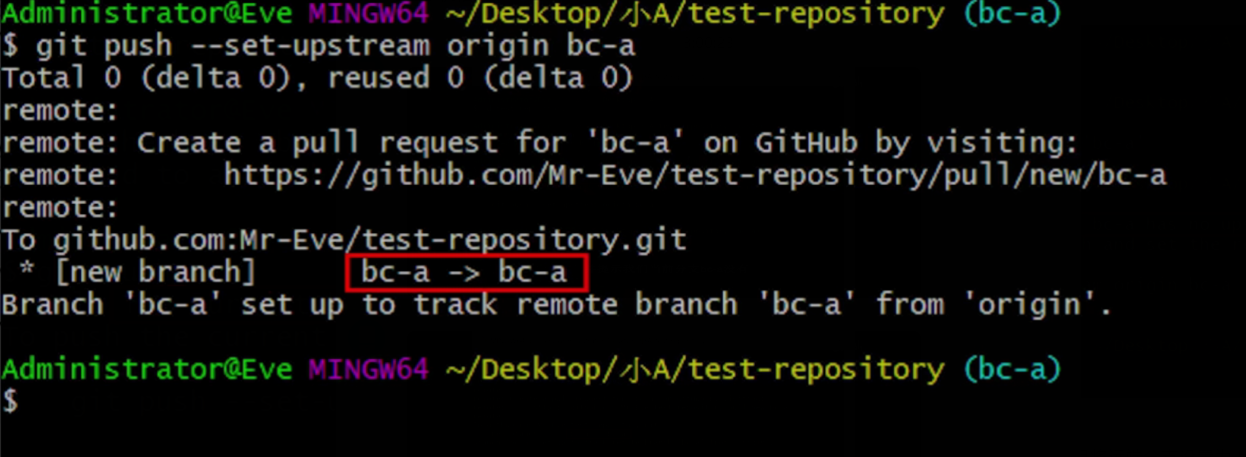 Administrator@Eve MINGW64 ~/Desktop/小A/test-repository (bc-a)
$ git push --set-upstream origin bc-a
Total 0 (delta 0), reused 0 (delta 0)
remote:
remote: Create a pull request for 'bc-a' on GitHub by visiting:
remote:      https://github.com/Mr-Eve/test-repository/pull/new/bc-a
remote:
To github.com:Mr-Eve/test-repository.git
 * [new branch]      bc-a -> bc-a
Branch 'bc-a' set up to track remote branch 'bc-a' from 'origin'.
Administrator@Eve MINGW64 ~/Desktop/小A/test-repository (bc-a)
$